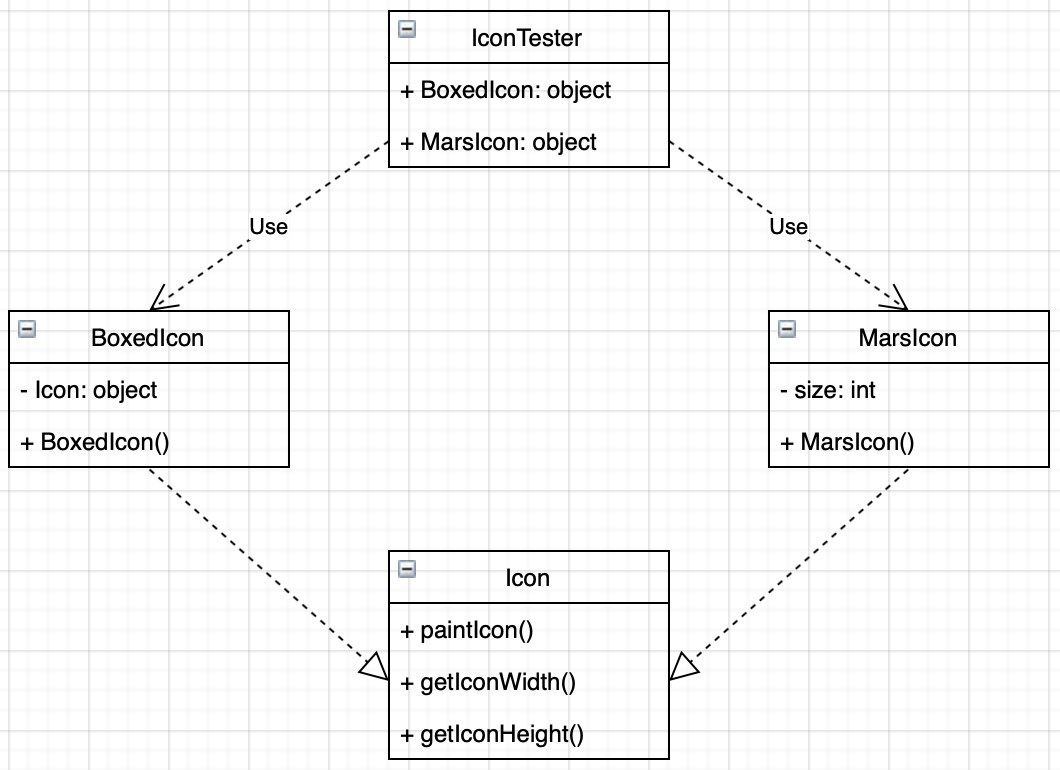 IconTester
+ BoxedIcon: object
+ MarsIcon: object
Use
Use
BoxedIcon
- Icon: object
+ BoxedIcon()
MarsIcon
- size: int
+ MarsIcon()
Icon
+ paintIcon()
+ getIconWidth()
+ getIconHeight()